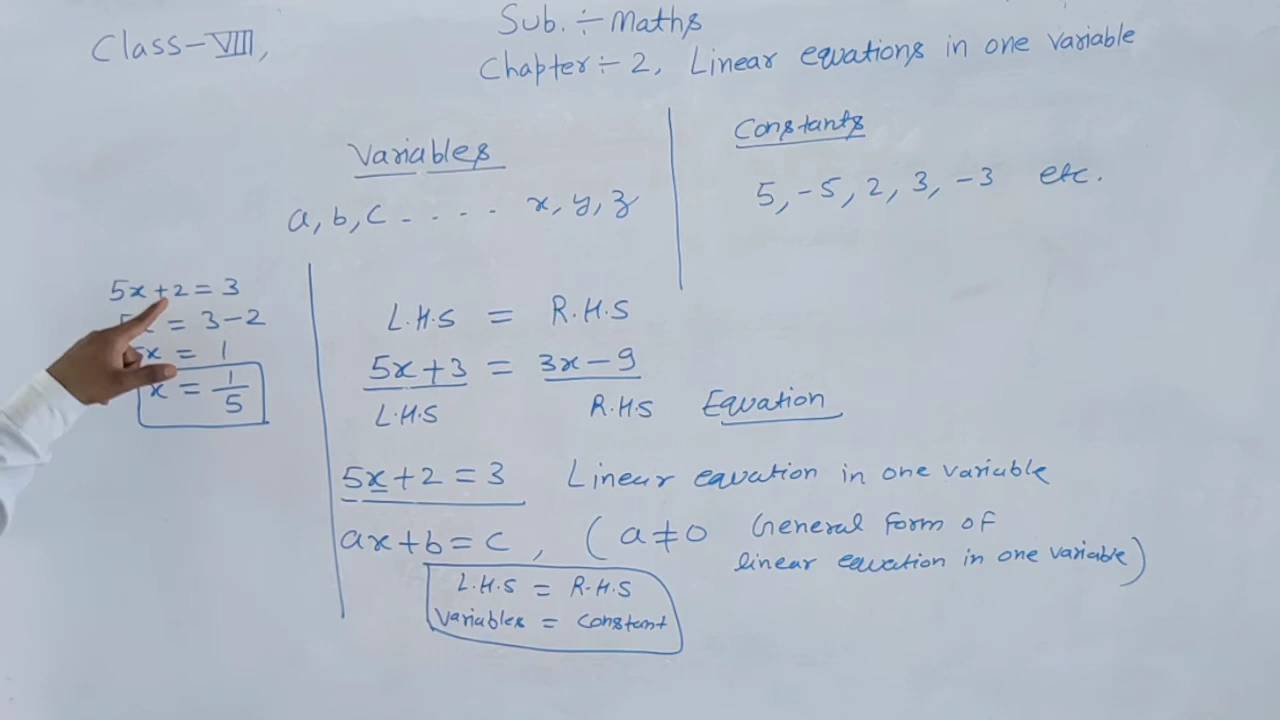 Class-VIII,
Sub. ÷ Maths
Chapter ÷ 2, Linear equations in one variable
Variables
a, b, c - . . . x, y, z
Constants
5, -5, 2, 3, -3 etc.
5x+2 = 3
= 3-2
x = 1
x = 1/5
L.H.S = R.H.S
5x+3 = 3x-9
L.H.S R.H.S Equation
5x+2 = 3 Linear equation in one variable
ax+b = c, (a≠0 General form of
linear equation in one variable)
L.H.S = R.H.S
Variables = Constant